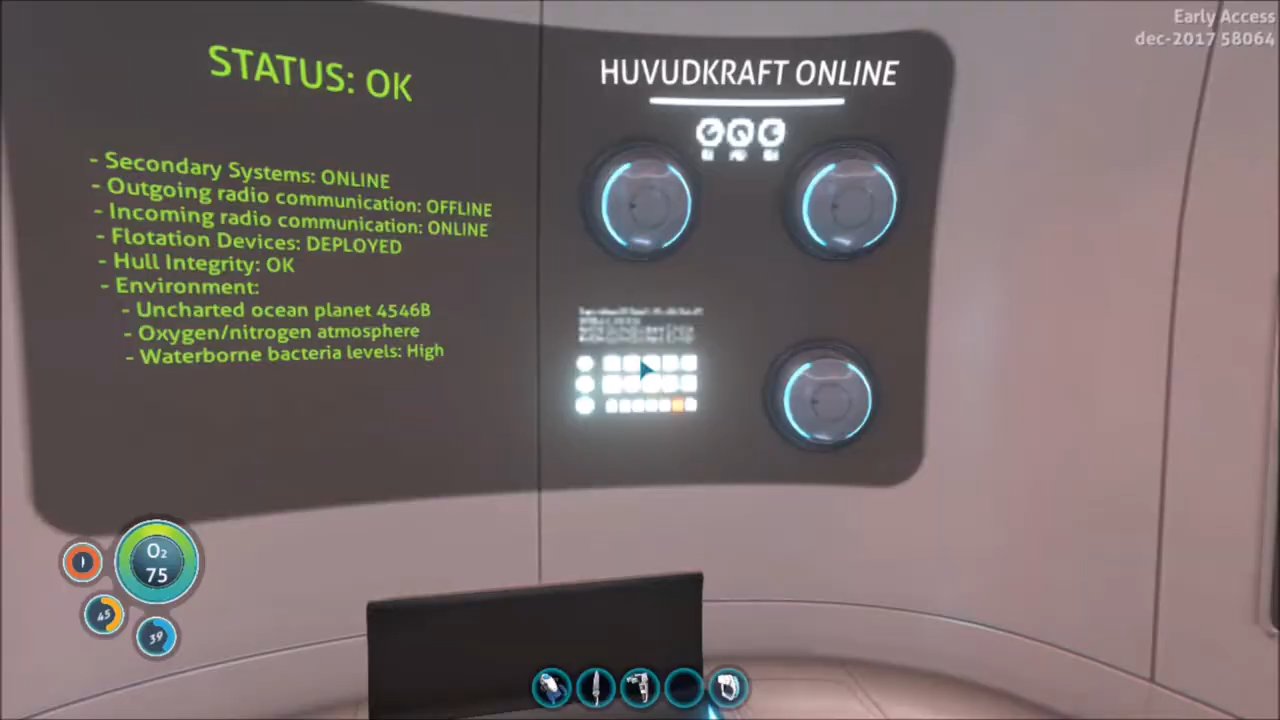 Early Access
dec-2017 58064
STATUS: OK
HUVUDKRAFT ONLINE
- Secondary Systems: ONLINE
- Outgoing radio communication: OFFLINE
- Incoming radio communication: ONLINE
- Flotation Devices: DEPLOYED
- Hull Integrity: OK
- Environment:
- Uncharted ocean planet 4546B
- Oxygen/nitrogen atmosphere
- Waterborne bacteria levels: High
O₂
75
45
39